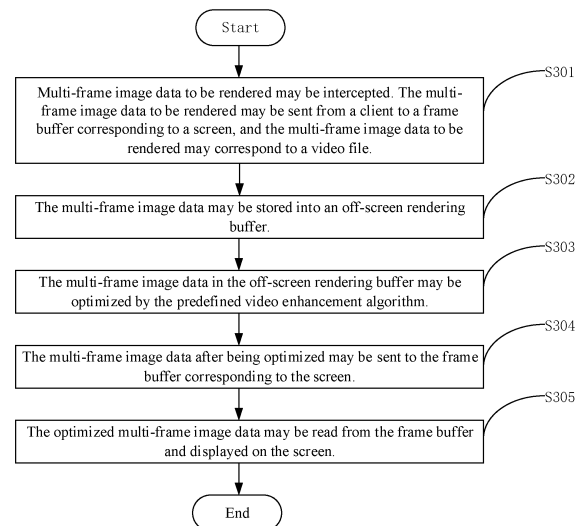 Start
S301
Multi-frame image data to be rendered may be intercepted. The multi-
frame image data to be rendered may be sent from a client to a frame
buffer corresponding to a screen, and the multi-frame image data to be
rendered may correspond to a video file.
S302
The multi-frame image data may be stored into an off-screen rendering
buffer.
S303
The multi-frame image data in the off-screen rendering buffer may be
optimized by the predefined video enhancement algorithm.
S304
The multi-frame image data after being optimized may be sent to the frame
buffer corresponding to the screen.
S305
The optimized multi-frame image data may be read from the frame buffer
and displayed on the screen.
End